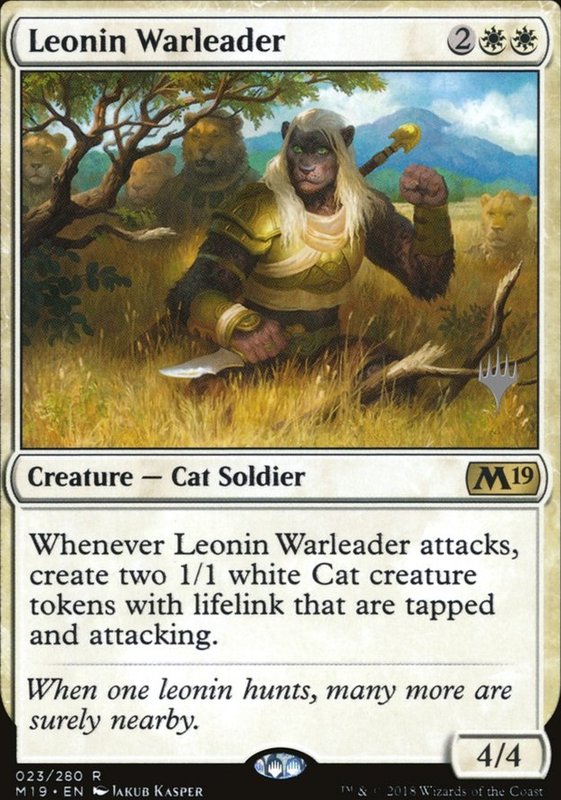 Leonin Warleader 2
Creature — Cat Soldier M19
Whenever Leonin Warleader attacks,
create two 1/1 white Cat creature
tokens with lifelink that are tapped
and attacking.
When one leonin hunts, many more are
surely nearby.
4/4
023/280 R
M19 • EN Jakub Kasper
™ & © 2018 Wizards of the Coast